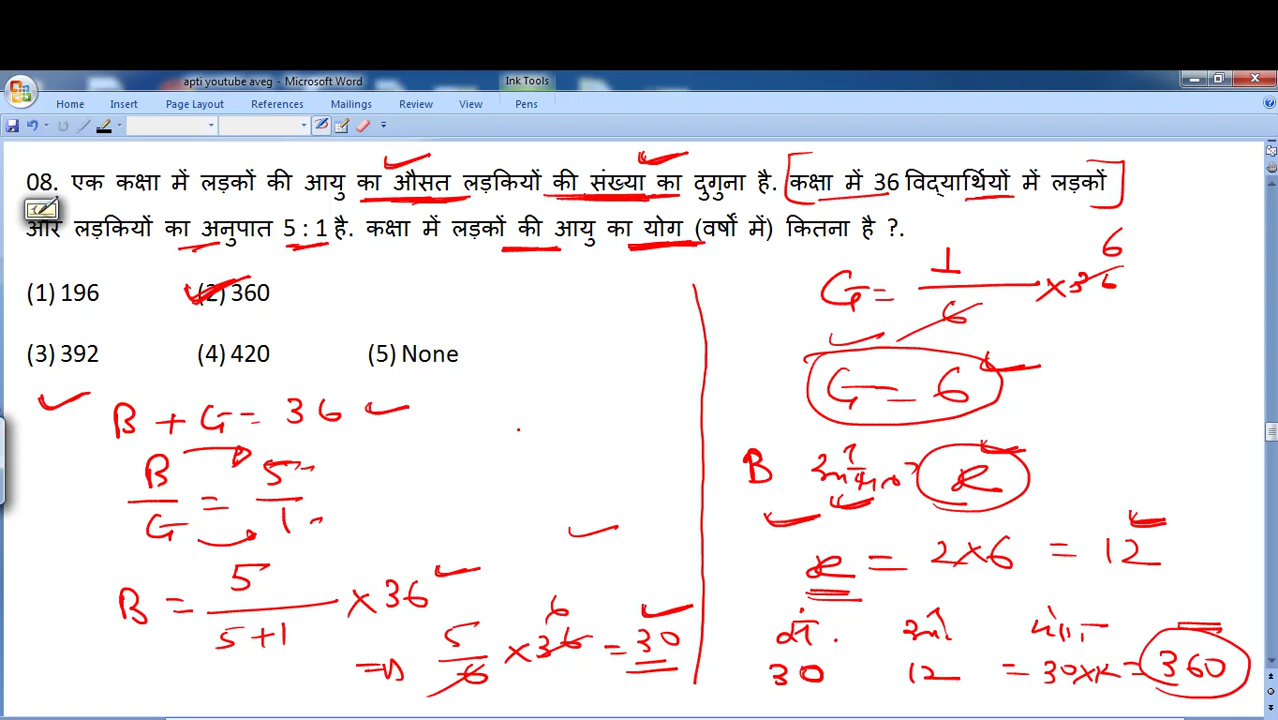 apti youtube aveg - Microsoft Word
Ink Tools
Home Insert Page Layout References Mailings Review View Pens
08. एक कक्षा में लड़कों की आयु का औसत लड़कियों की संख्या का दुगुना है. कक्षा में 36 विद्यार्थियों में लड़कों
और लड़कियों का अनुपात 5 : 1 है. कक्षा में लड़कों की आयु का योग (वर्षों में) कितना है ?.
(1) 196 (2) 360
(3) 392 (4) 420 (5) None
B + G = 36
B/G = 5/1
B = 5/(5+1) × 36
=> 5/6 × 36 = 30
6
G = 1/6 × 36
6
G = 6
B
= 2×6 = 12
30 12 = 30× = 360